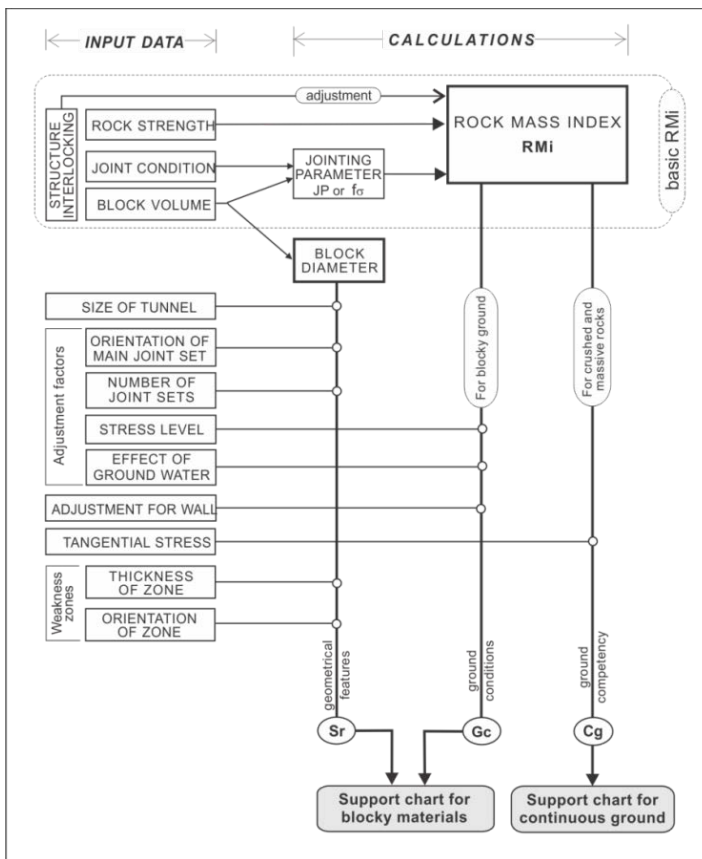 INPUT DATA
CALCULATIONS
adjustment
STRUCTURE
INTERLOCKING
ROCK STRENGTH
JOINT CONDITION
BLOCK VOLUME
JOINTING
PARAMETER
JP or fσ
ROCK MASS INDEX
RMi
basic RMi
BLOCK
DIAMETER
SIZE OF TUNNEL
Adjustment factors
ORIENTATION OF
MAIN JOINT SET
NUMBER OF
JOINT SETS
STRESS LEVEL
EFFECT OF
GROUND WATER
For blocky ground
For crushed and
massive rocks
ADJUSTMENT FOR WALL
TANGENTIAL STRESS
Weakness
zones
THICKNESS
OF ZONE
ORIENTATION
OF ZONE
geometrical
features
ground
conditions
ground
competency
Sr
Gc
Cg
Support chart for
blocky materials
Support chart for
continuous ground